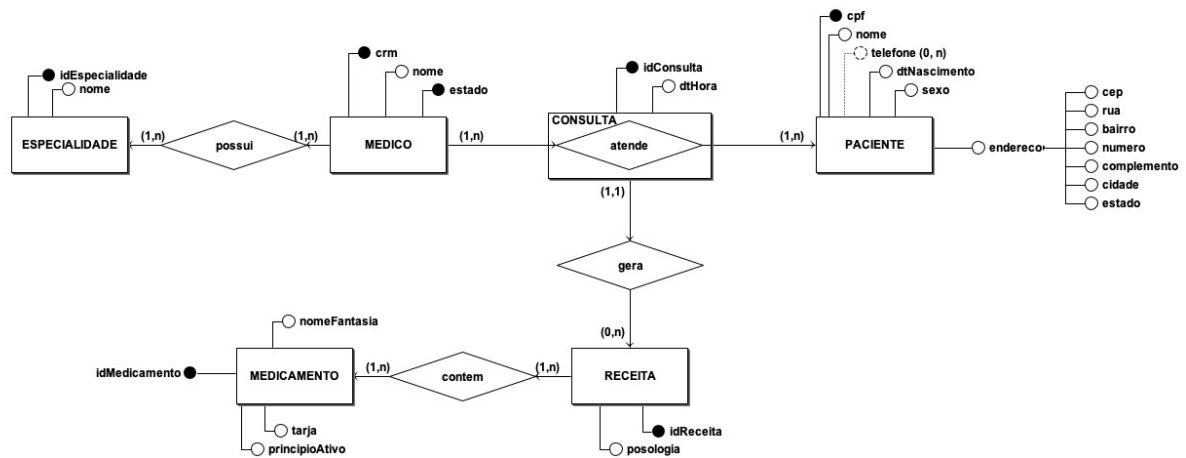 cpf
nome
telefone (0, n)
dtNascimento
sexo
crm
nome
estado
idConsulta
dtHora
idEspecialidade
nome
cep
rua
bairro
numero
complemento
cidade
estado
ESPECIALIDADE
(1,n)
possui
(1,n)
MEDICO
(1,n)
CONSULTA
atende
(1,n)
PACIENTE
endereco
(1,1)
gera
(0,n)
nomeFantasia
idMedicamento
MEDICAMENTO
(1,n)
contem
(1,n)
RECEITA
tarja
principioAtivo
idReceita
posologia